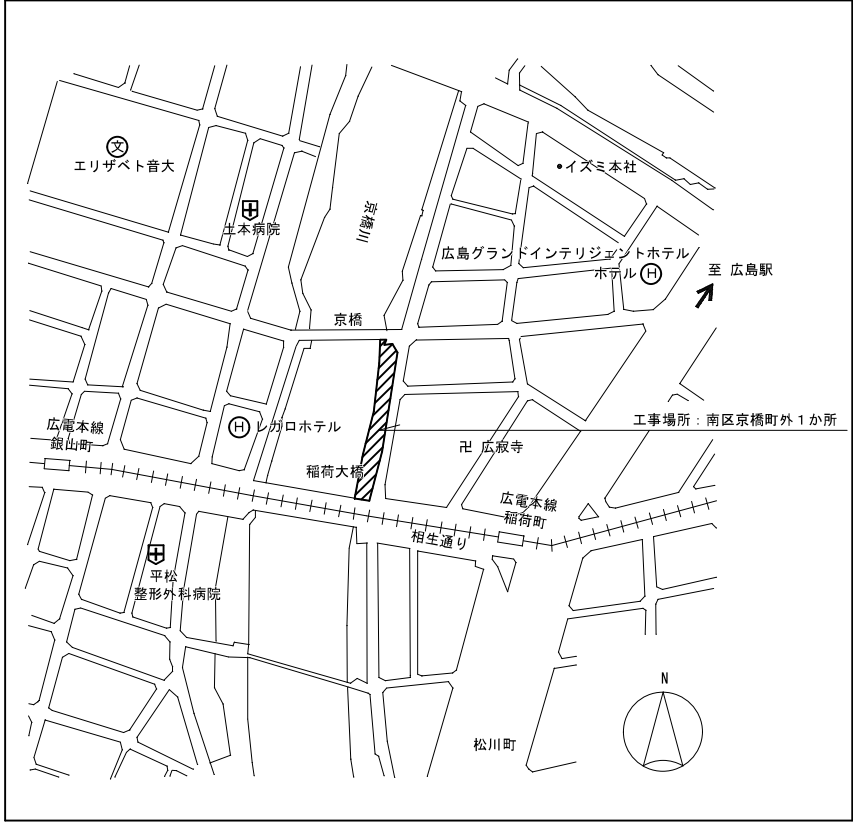 文
エリザベト音大
イズミ本社
土本病院
京橋川
広島グランドインテリジェントホテル
ホテル H
至 広島駅
京橋
工事場所：南区京橋町外１か所
広電本線
銀山町
H レガロホテル
卍 広寂寺
稲荷大橋
広電本線
稲荷町
相生通り
平松
整形外科病院
N
松川町